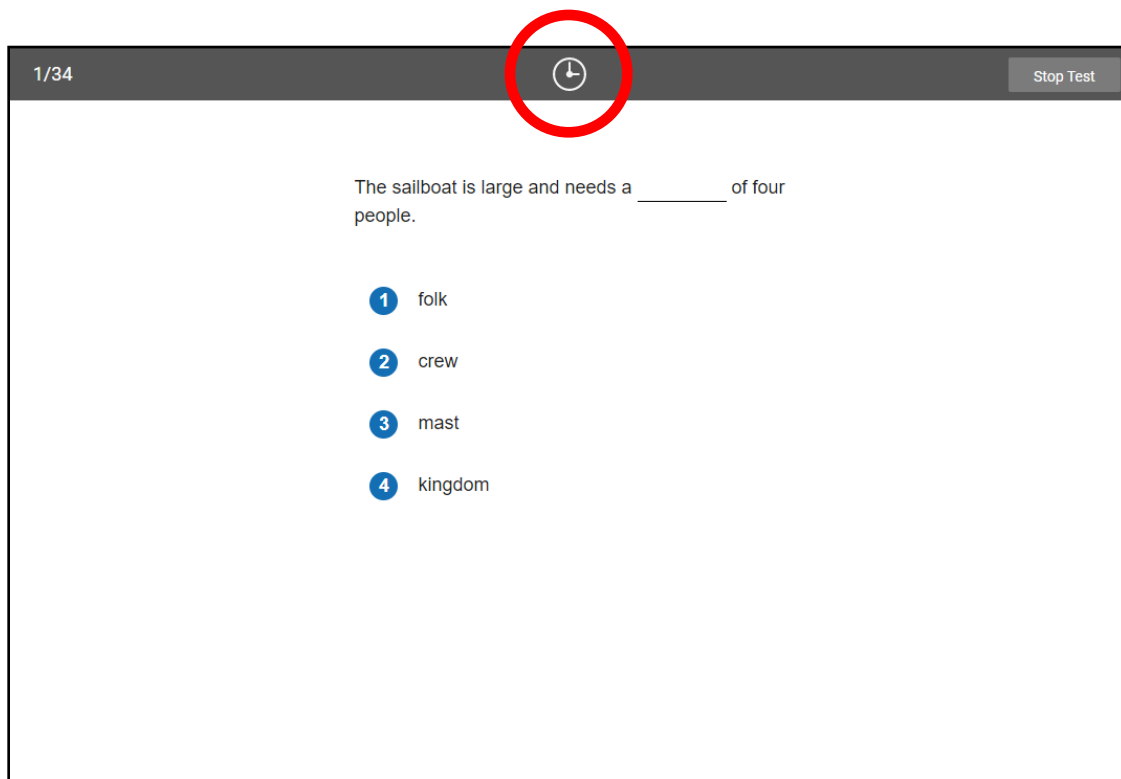 1/34
Stop Test
The sailboat is large and needs a ________ of four
people.
1 folk
2 crew
3 mast
4 kingdom